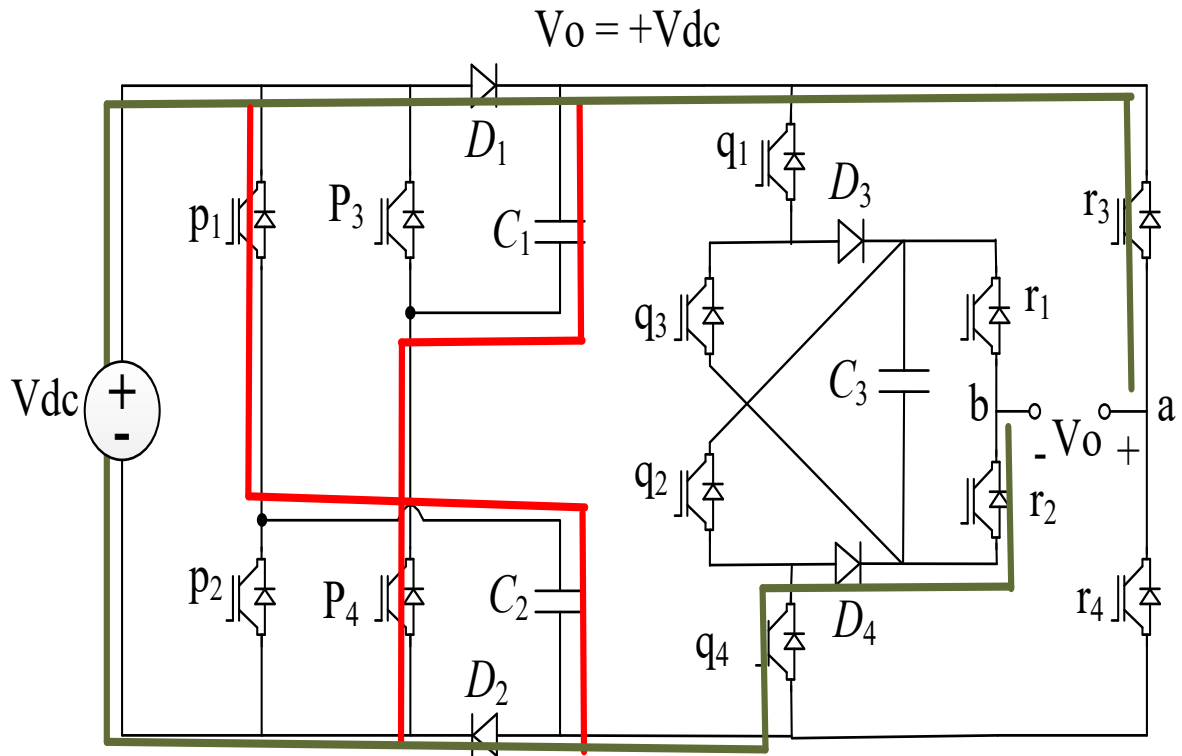 Vo = +Vdc
D₁
q₁
p₁
P₃
C₁
D₃
r₃
q₃
r₁
Vdc
+
-
C₃
b
a
- Vo +
q₂
r₂
p₂
P₄
C₂
D₄
r₄
q₄
D₂